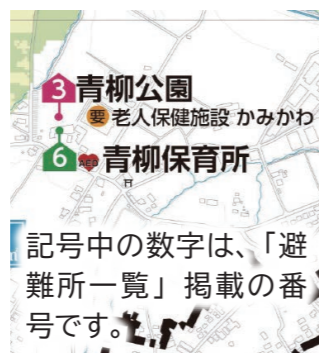 3青柳公園
要 老人保健施設 かみかわ
6 AED 青柳保育所
記号中の数字は、「避
難所一覧」掲載の番
号です。